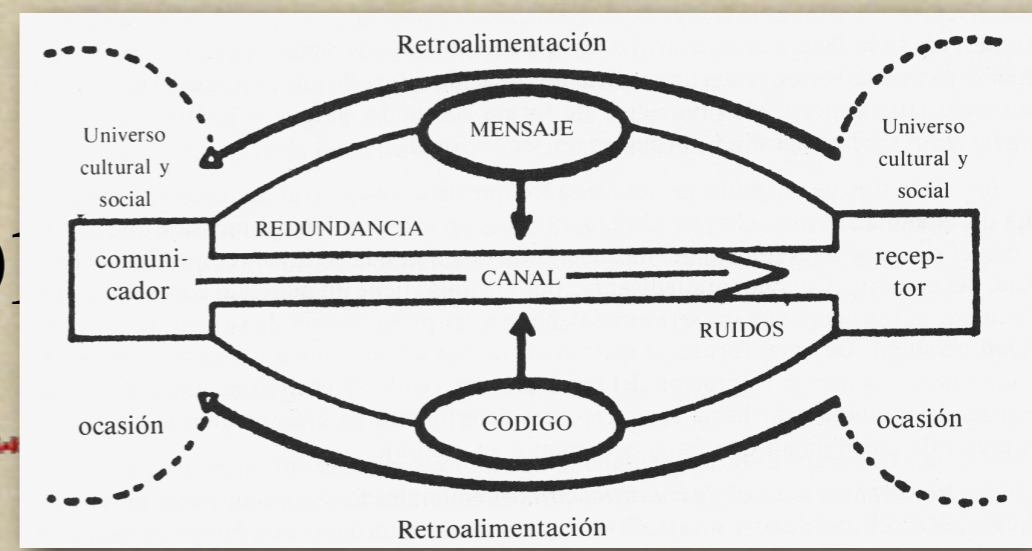 Retroalimentación
MENSAJE
Universo
cultural y
social
Universo
cultural y
social
REDUNDANCIA
comuni-
cador
CANAL
recep-
tor
RUIDOS
ocasión
CODIGO
ocasión
Retroalimentación